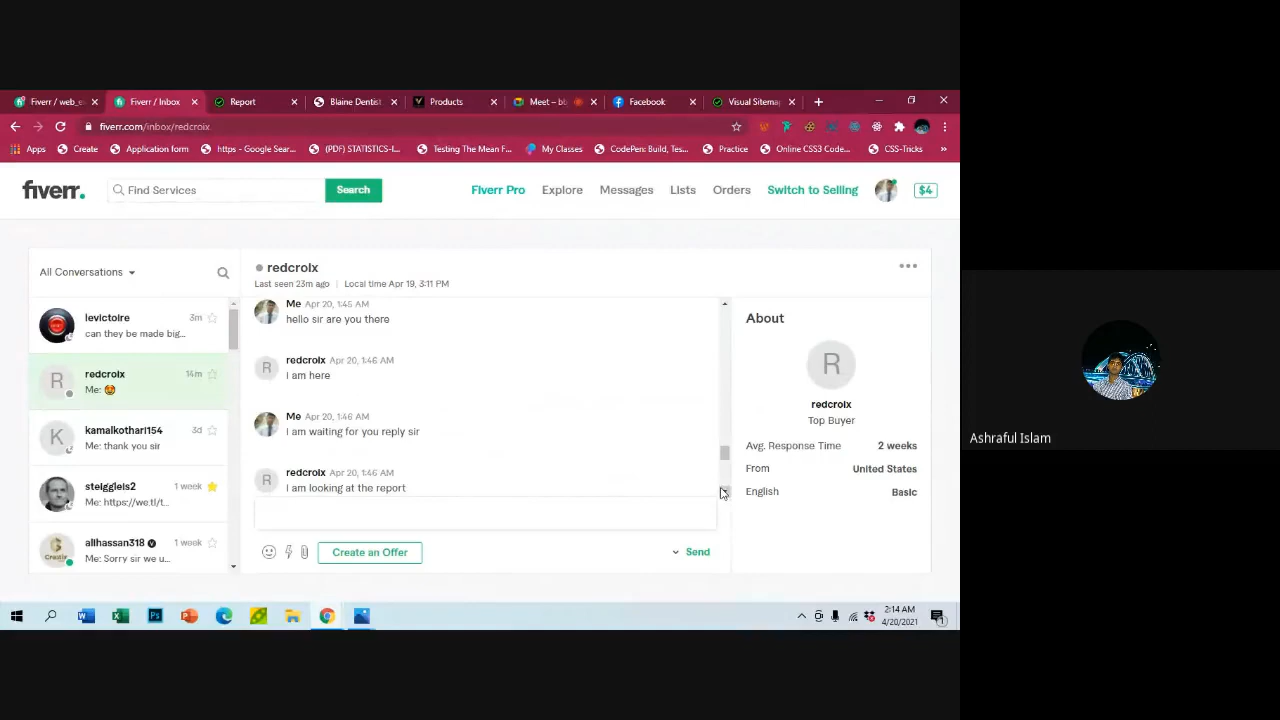 Fiverr / web_e
Fiverr / Inbox
Report
Blaine Dentist
Products
Meet – bb
Facebook
Visual Sitema
fiverr.com/inbox/redcroix
Apps
Create
Application form
https - Google Sear...
(PDF) STATISTICS-I...
Testing The Mean F...
My Classes
CodePen: Build, Tes...
Practice
Online CSS3 Code...
CSS-Tricks
»
fiverr.
Find Services
Search
Fiverr Pro
Explore
Messages
Lists
Orders
Switch to Selling
$4
All Conversations
levictoire
3m
can they be made big...
R
redcroix
14m
Me: 🤩
K
kamalkothari154
3d
Me: thank you sir
steiggleis2
1 week
Me: https://we.tl/t...
alihassan318
1 week
Me: Sorry sir we u...
redcroix
Last seen 23m ago | Local time Apr 19, 3:11 PM
Me Apr 20, 1:45 AM
hello sir are you there
R
redcroix Apr 20, 1:46 AM
I am here
Me Apr 20, 1:46 AM
I am waiting for you reply sir
R
redcroix Apr 20, 1:46 AM
I am looking at the report
Create an Offer
Send
About
R
redcroix
Top Buyer
Avg. Response Time 2 weeks
From United States
English Basic
2:14 AM
4/20/2021
1
Ashraful Islam